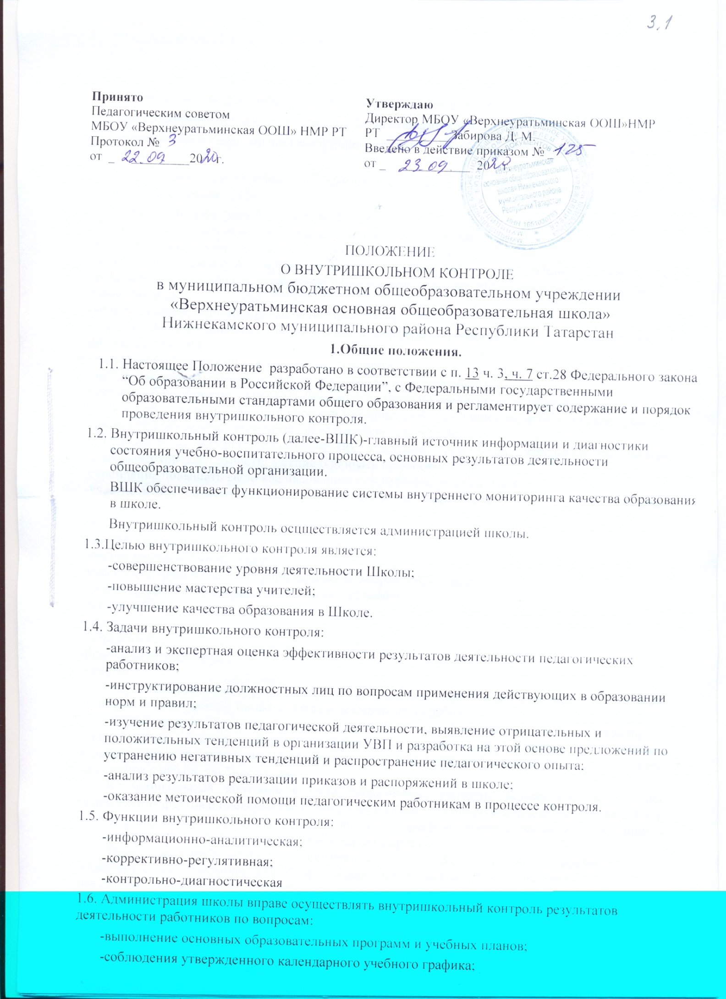 3.1
Принято
Педагогическим советом
МБОУ «Верхнеуратьминская ООШ» НМР РТ
Протокол № 3
от _ 22.09 2020г.
Утверждаю
Директор МБОУ «Верхнеуратьминская ООШ»НМР
РТ Забирова Д. М.
Введено в действие приказом № 125
от _ 23.09. 2020 г.
ДОКУМЕНТОВ
«Верхнеуратьминская
основная общеобразовательная
школа» Нижнекамского
муниципального района
Республики Татарстан
ПОЛОЖЕНИЕ
О ВНУТРИШКОЛЬНОМ КОНТРОЛЕ
в муниципальном бюджетном общеобразовательном учреждении
«Верхнеуратьминская основная общеобразовательная школа»
Нижнекамского муниципального района Республики Татарстан
1.Общие положения.
1.1. Настоящее Положение разработано в соответствии с п. 13 ч. 3, ч. 7 ст.28 Федерального закона
“Об образовании в Российской Федерации”, с Федеральными государственными
образовательными стандартами общего образования и регламентирует содержание и порядок
проведения внутришкольного контроля.
1.2. Внутришкольный контроль (далее-ВШК)-главный источник информации и диагностики
состояния учебно-воспитательного процесса, основных результатов деятельности
общеобразовательной организации.
ВШК обеспечивает функционирование системы внутреннего мониторинга качества образования
в школе.
Внутришкольный контроль осцществляется администрацией школы.
1.3.Целью внутришкольного контроля является:
-совершенствование уровня деятельности Школы;
-повышение мастерства учителей;
-улучшение качества образования в Школе.
1.4. Задачи внутришкольного контроля:
-анализ и экспертная оценка эффективности результатов деятельности педагогических
работников;
-инструктирование должностных лиц по вопросам применения действующих в образовании
норм и правил;
-изучение результатов педагогической деятельности, выявление отрицательных и
положительных тенденций в организации УВП и разработка на этой основе предложений по
устранению негативных тенденций и распространение педагогического опыта;
-анализ результатов реализации приказов и распоряжений в школе;
-оказание метоической помощи педагогическим работникам в процессе контроля.
1.5. Функции внутришкольного контроля:
-информационно-аналитическая;
-коррективно-регулятивная;
-контрольно-диагностическая
1.6. Администрация школы вправе осуществлять внутришкольный контроль результатов
деятельности работников по вопросам:
-выполнение основных образовательных программ и учебных планов;
-соблюдения утвержденного календарного учебного графика;